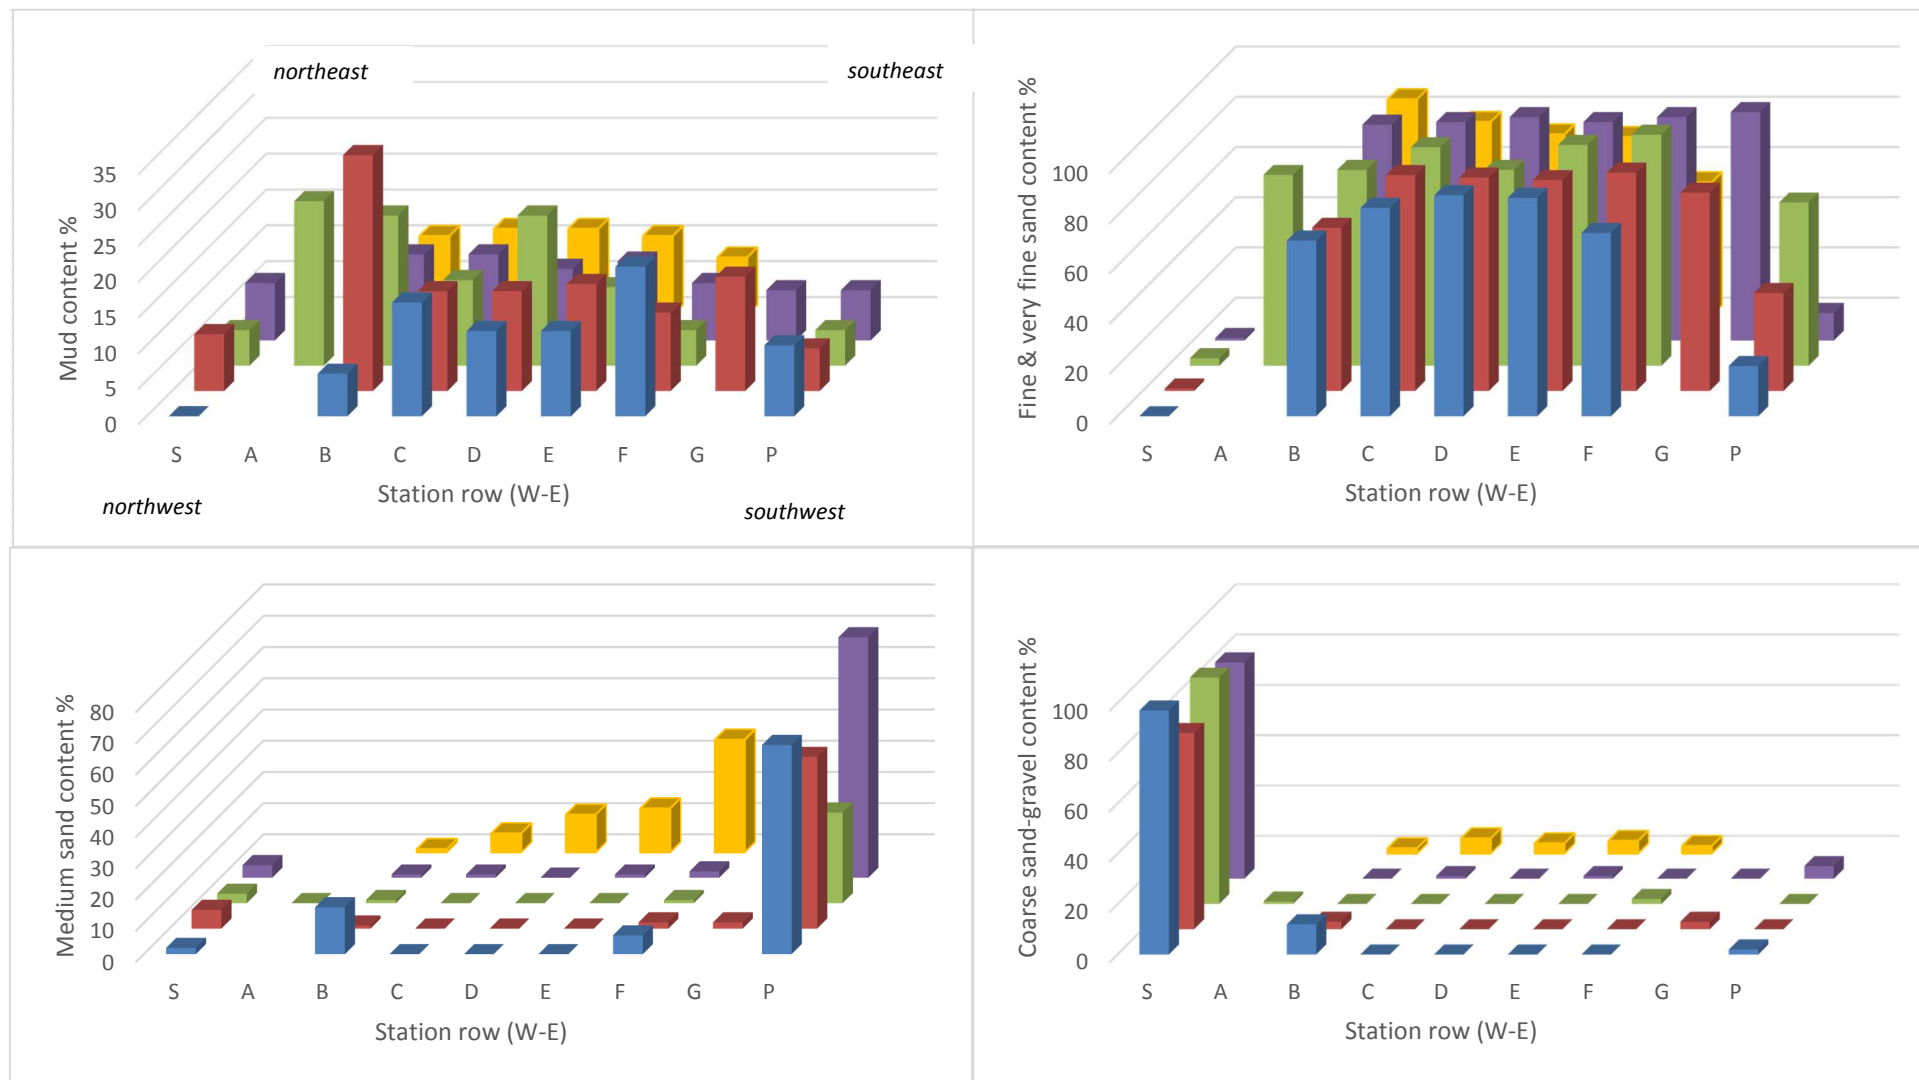 northeast
southeast
Mud content %
35
30
25
20
15
10
5
0
S A B C D E F G P
Station row (W-E)
northwest
southwest
Fine & very fine sand content %
100
80
60
40
20
0
S A B C D E F G P
Station row (W-E)
Medium sand content %
80
70
60
50
40
30
20
10
0
S A B C D E F G P
Station row (W-E)
Coarse sand-gravel content %
100
80
60
40
20
0
S A B C D E F G P
Station row (W-E)